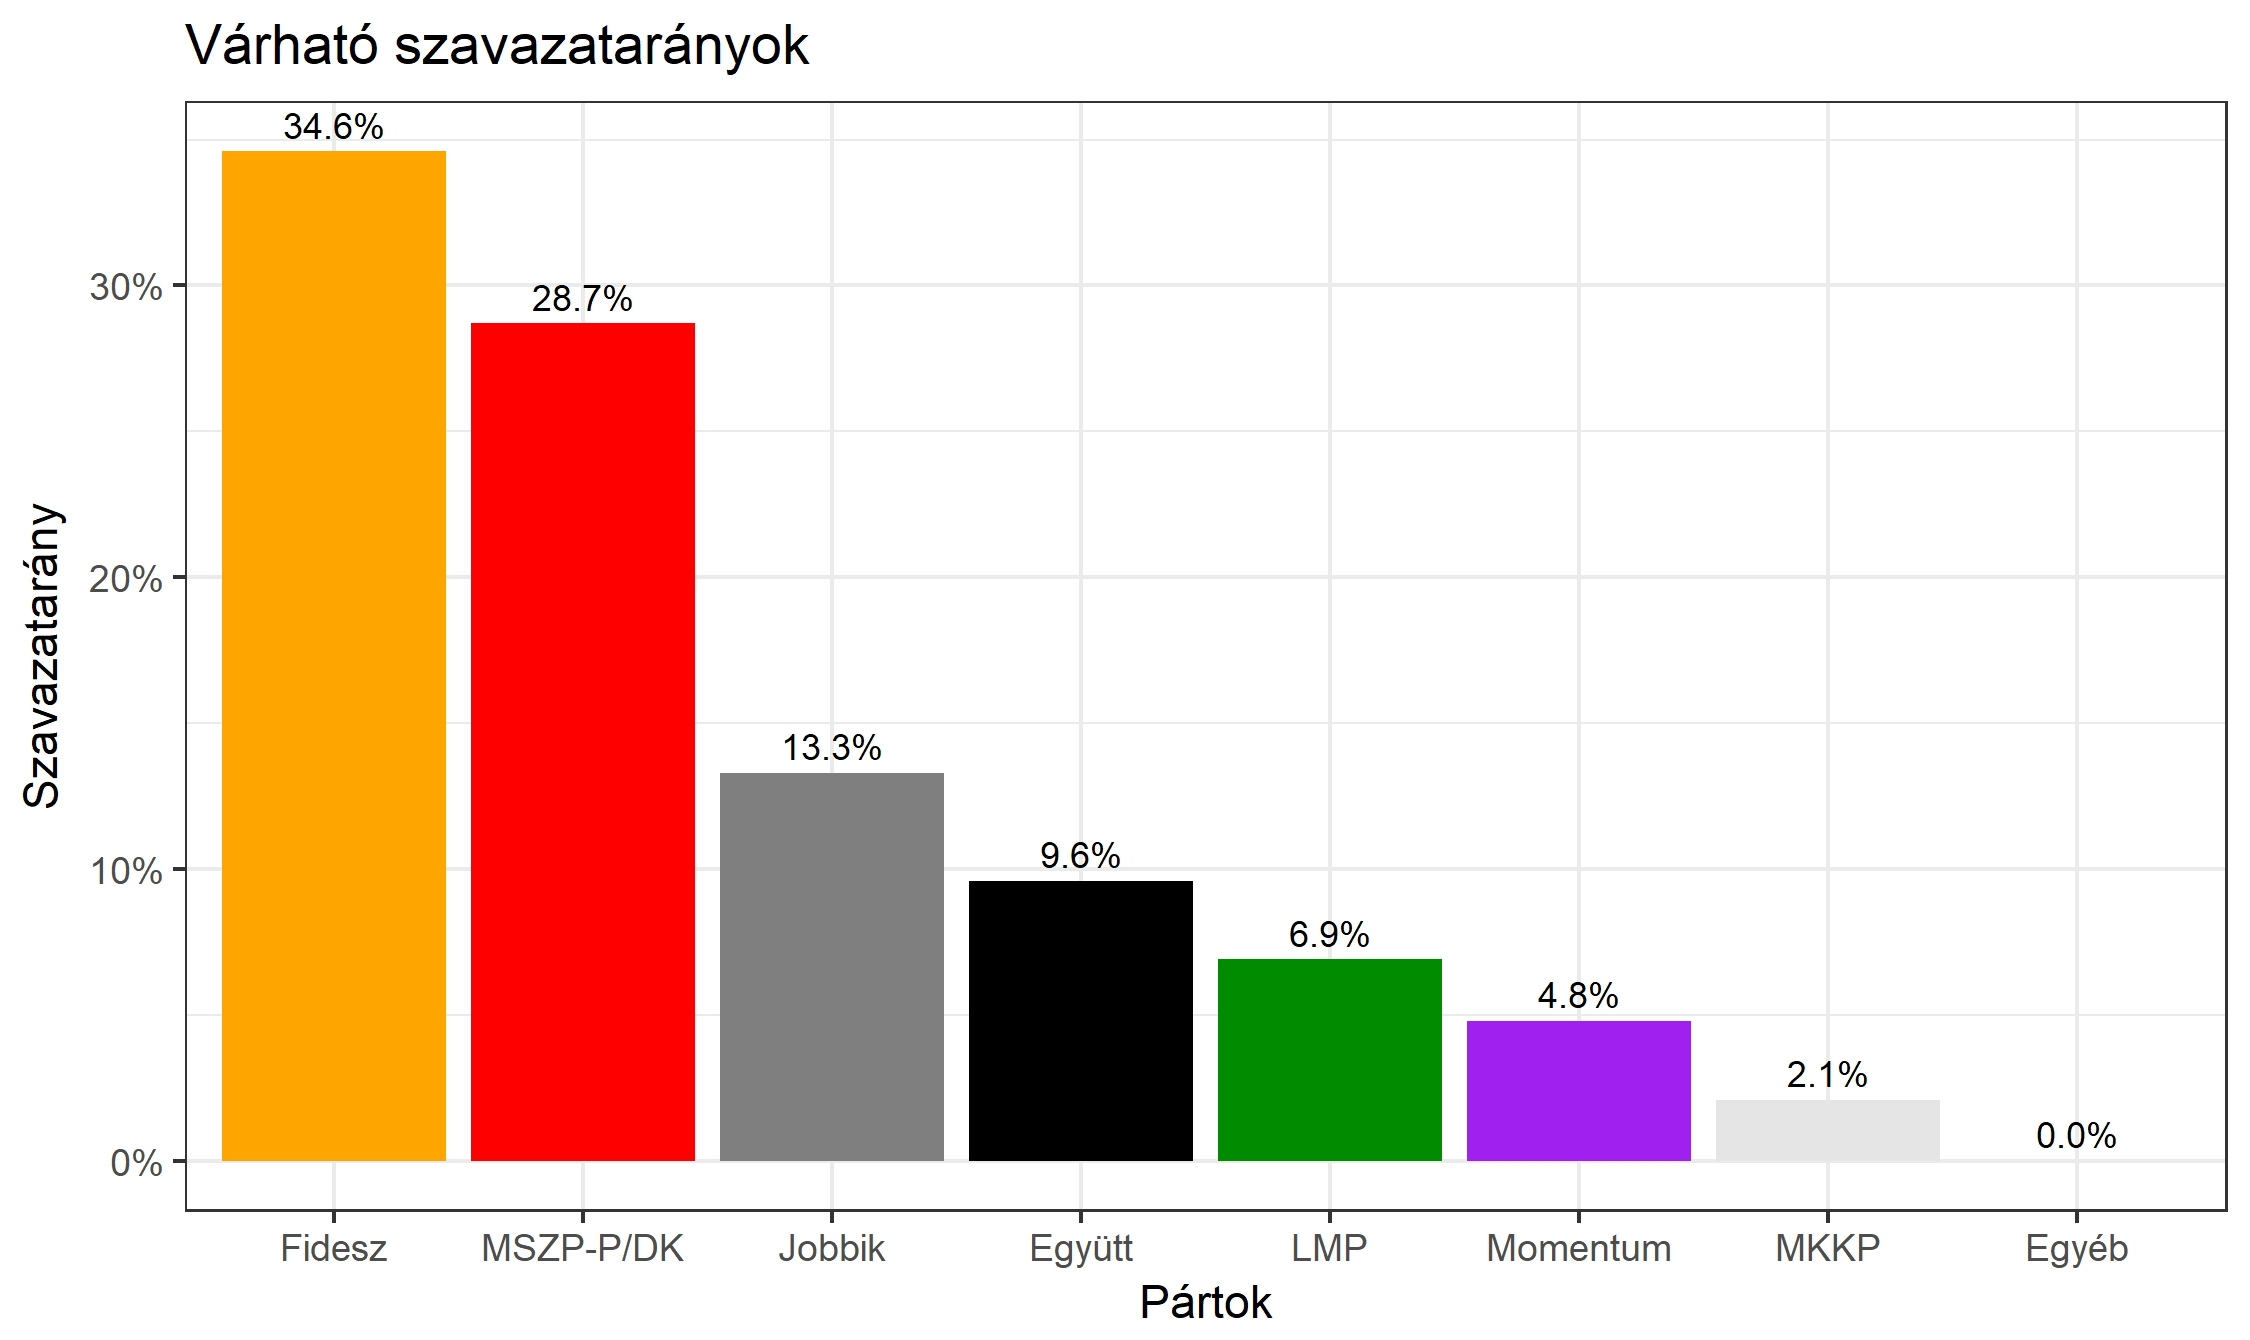 Várható szavazatarányok
34.6%
28.7%
13.3%
9.6%
6.9%
4.8%
2.1%
0.0%
30%
20%
10%
0%
Szavazatarány
Fidesz
MSZP-P/DK
Jobbik
Együtt
LMP
Momentum
MKKP
Egyéb
Pártok